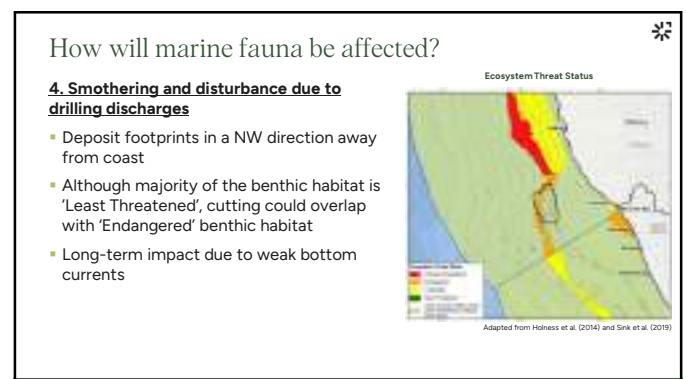 How will marine fauna be affected?
4. Smothering and disturbance due to
drilling discharges
Deposit footprints in a NW direction away
from coast
Although majority of the benthic habitat is
‘Least Threatened’, cutting could overlap
with ‘Endangered’ benthic habitat
Long-term impact due to weak bottom
currents
Ecosystem Threat Status
Adapted from Holness et al. (2014) and Sink et al. (2019)